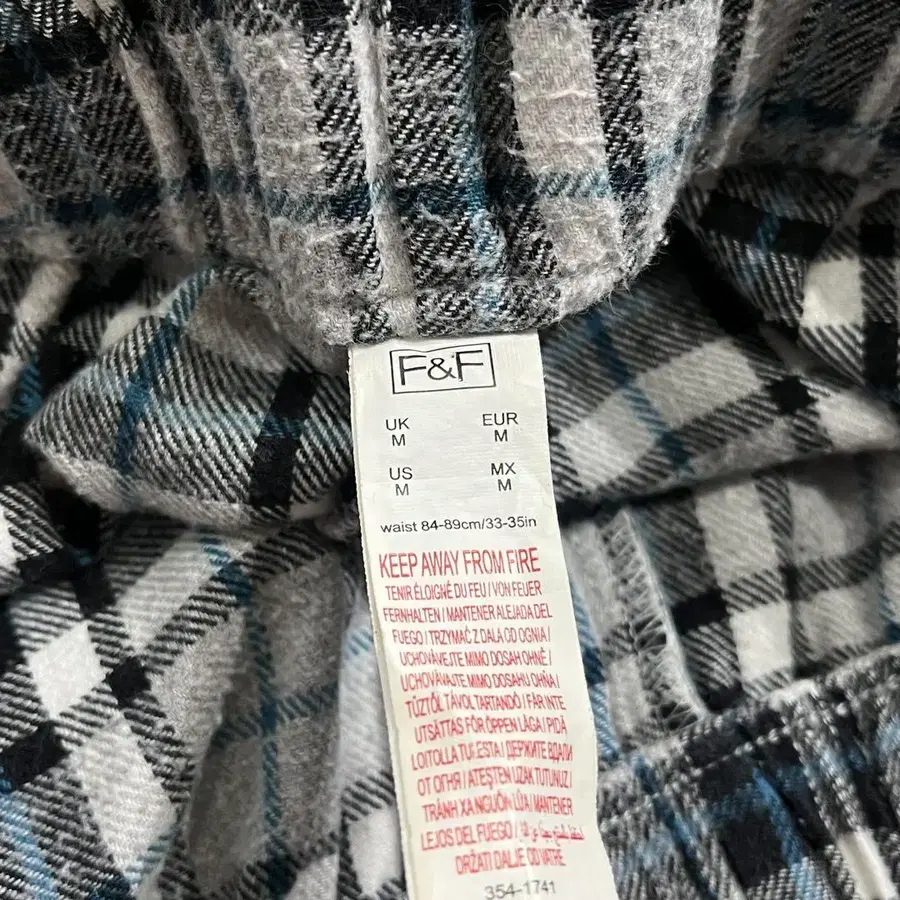 F&F
UK EUR
M M
US MX
M M
waist 84-89cm/33-35in
KEEP AWAY FROM FIRE
TENIR ÉLOIGNÉ DU FEU / VON FEUER
FERNHALTEN / MANTENER ALEJADA DEL
FUEGO / TRZYMAĆ Z DALA OD OGNIA /
UCHOVÁVEJTE MIMO DOSAH OHNĚ /
UCHOVÁVAJTE MIMO DOSAHU OHŇA /
TŰZTŐL TÁVOL TARTANDÓ / FÅR INTE
UTSÄTTAS FÖR ÖPPEN LÅGA / PIDÄ
LOITOLLA TULESTA / ДЕРЖИТЕ ВДАЛИ
ОТ ОГНЯ / ATEŞTEN UZAK TUTUNUZ /
TRÁNH XA NGUỒN LỬA / MANTENER
LEJOS DEL FUEGO /
DRŽATI DALJE OD VATRE
354-1741